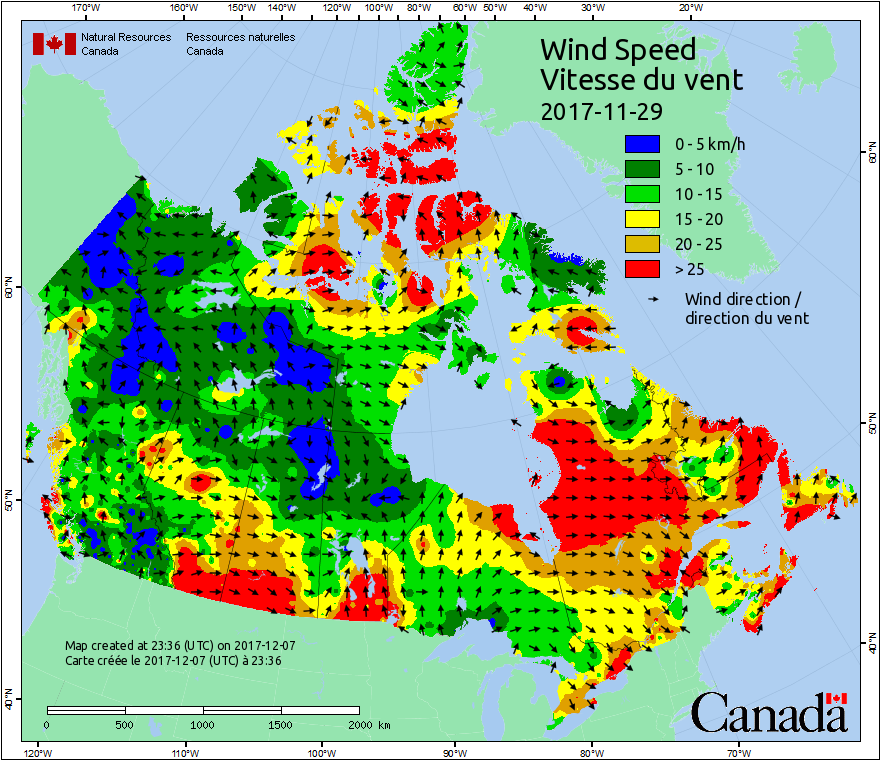 170°W 160°W 150°W 140°W 120°W 100°W 80°W 60°W 50°W 40°W 30°W 20°W
Natural Resources Canada
Ressources naturelles Canada
Wind Speed
Vitesse du vent
2017-11-29
0 - 5 km/h
5 - 10
10 - 15
15 - 20
20 - 25
> 25
Wind direction /
direction du vent
60°N
50°N
40°N
60°N
50°N
40°N
Map created at 23:36 (UTC) on 2017-12-07
Carte créée le 2017-12-07 (UTC) à 23:36
0 500 1000 1500 2000 km
Canada
120°W 110°W 100°W 90°W 80°W 70°W